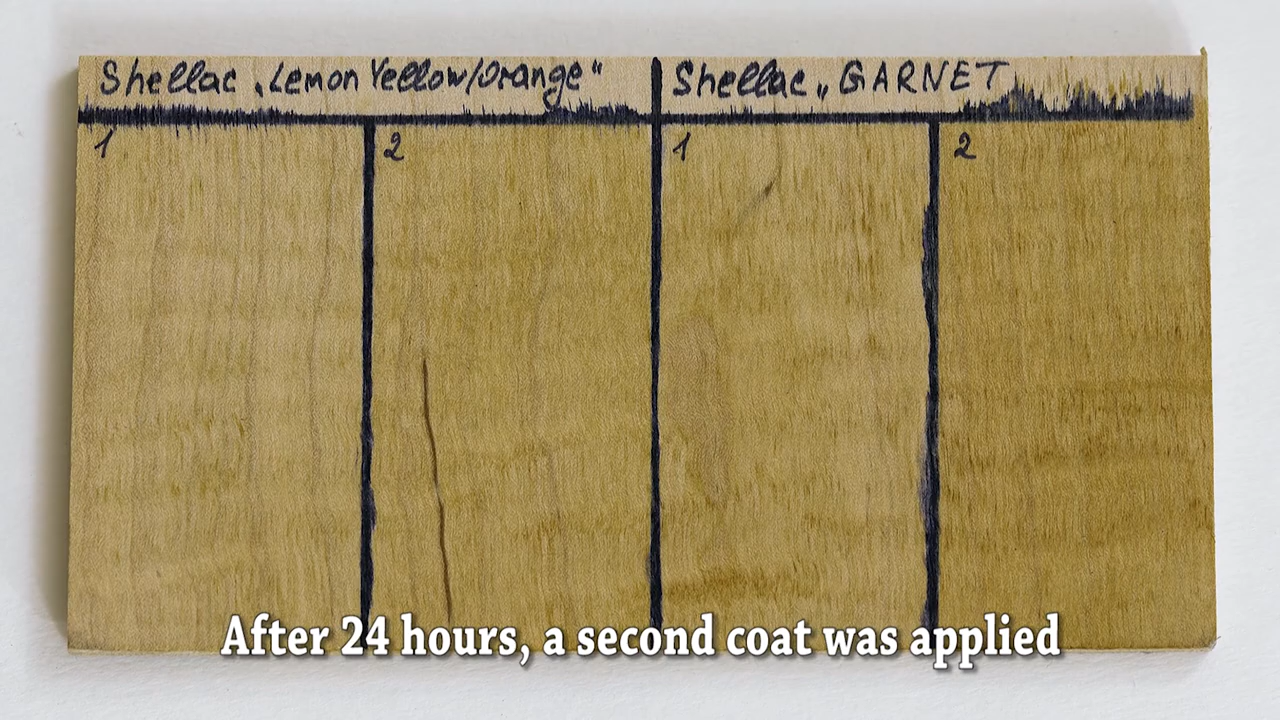 Shellac „Lemon Yellow/Orange“
Shellac „GARNET
1
2
1
2
After 24 hours, a second coat was applied